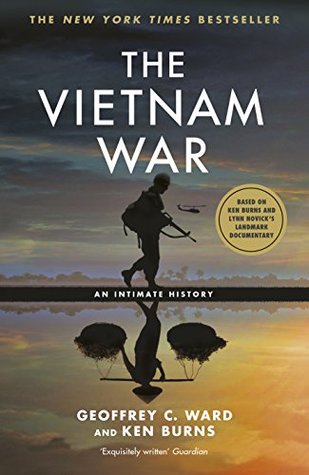 THE NEW YORK TIMES BESTSELLER
THE
VIETNAM
WAR
BASED ON
KEN BURNS AND
LYNN NOVICK'S
LANDMARK
DOCUMENTARY
AN INTIMATE HISTORY
GEOFFREY C. WARD
AND KEN BURNS
'Exquisitely written' Guardian